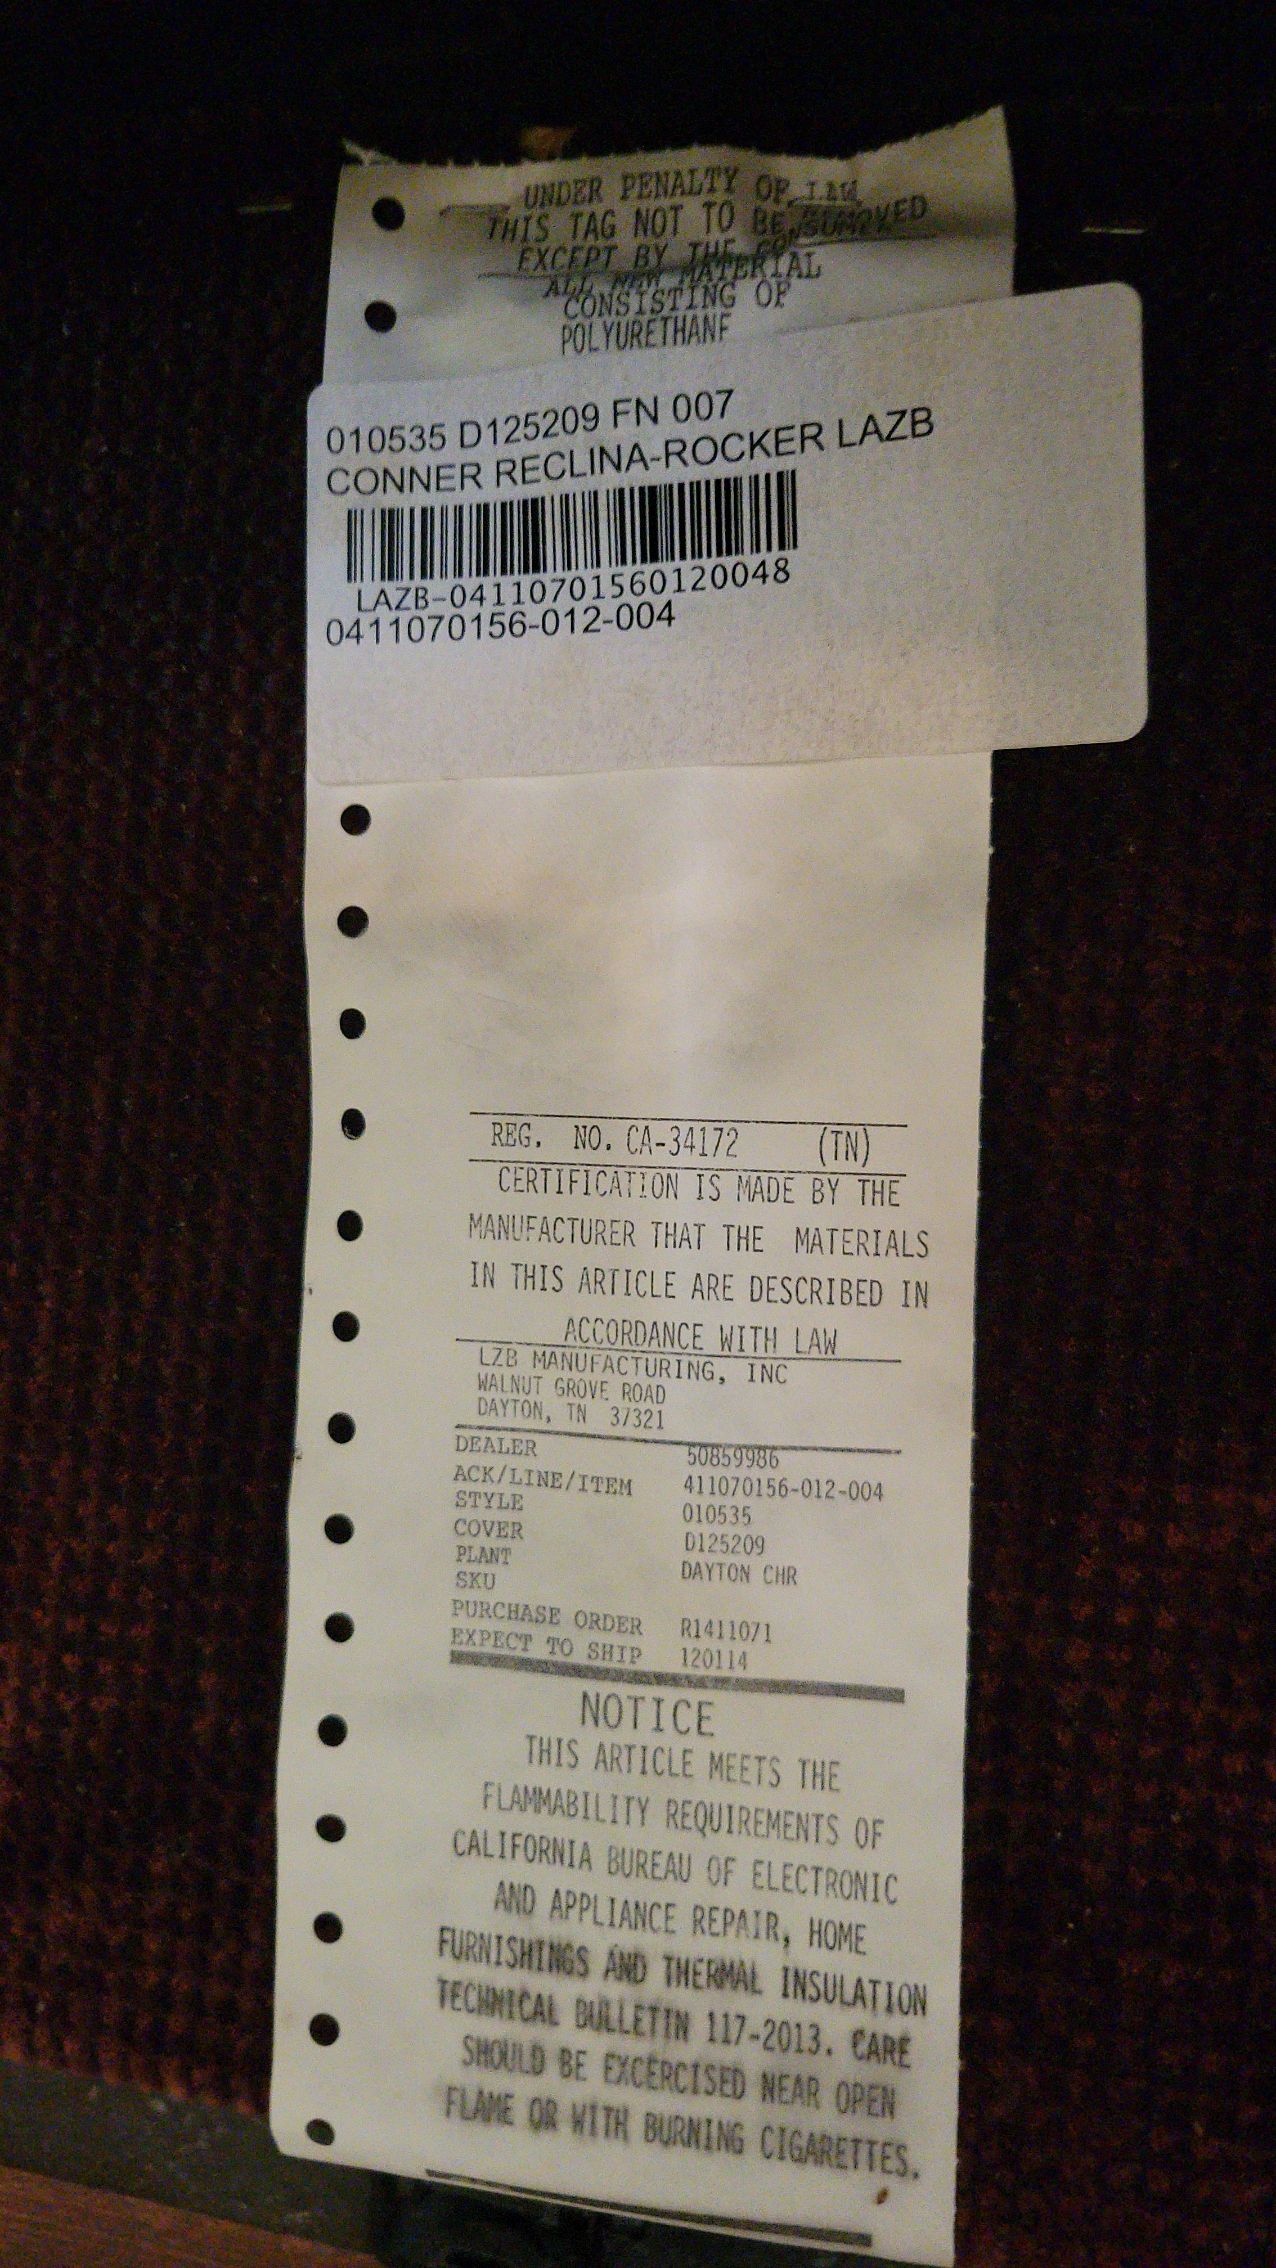 UNDER PENALTY OF LAW
THIS TAG NOT TO BE REMOVED
EXCEPT BY THE CONSUMER
ALL NEW MATERIAL
CONSISTING OF
POLYURETHANE
010535 D125209 FN 007
CONNER RECLINA-ROCKER LAZB
LAZB-04110701560120048
0411070156-012-004
REG. NO. CA-34172 (TN)
CERTIFICATION IS MADE BY THE
MANUFACTURER THAT THE MATERIALS
IN THIS ARTICLE ARE DESCRIBED IN
ACCORDANCE WITH LAW
LZB MANUFACTURING, INC
WALNUT GROVE ROAD
DAYTON, TN 37321
DEALER 50859986
ACK/LINE/ITEM 411070156-012-004
STYLE 010535
COVER D125209
PLANT DAYTON CHR
SKU
PURCHASE ORDER R1411071
EXPECT TO SHIP 120114
NOTICE
THIS ARTICLE MEETS THE
FLAMMABILITY REQUIREMENTS OF
CALIFORNIA BUREAU OF ELECTRONIC
AND APPLIANCE REPAIR, HOME
FURNISHINGS AND THERMAL INSULATION
TECHNICAL BULLETIN 117-2013. CARE
SHOULD BE EXCERCISED NEAR OPEN
FLAME OR WITH BURNING CIGARETTES.